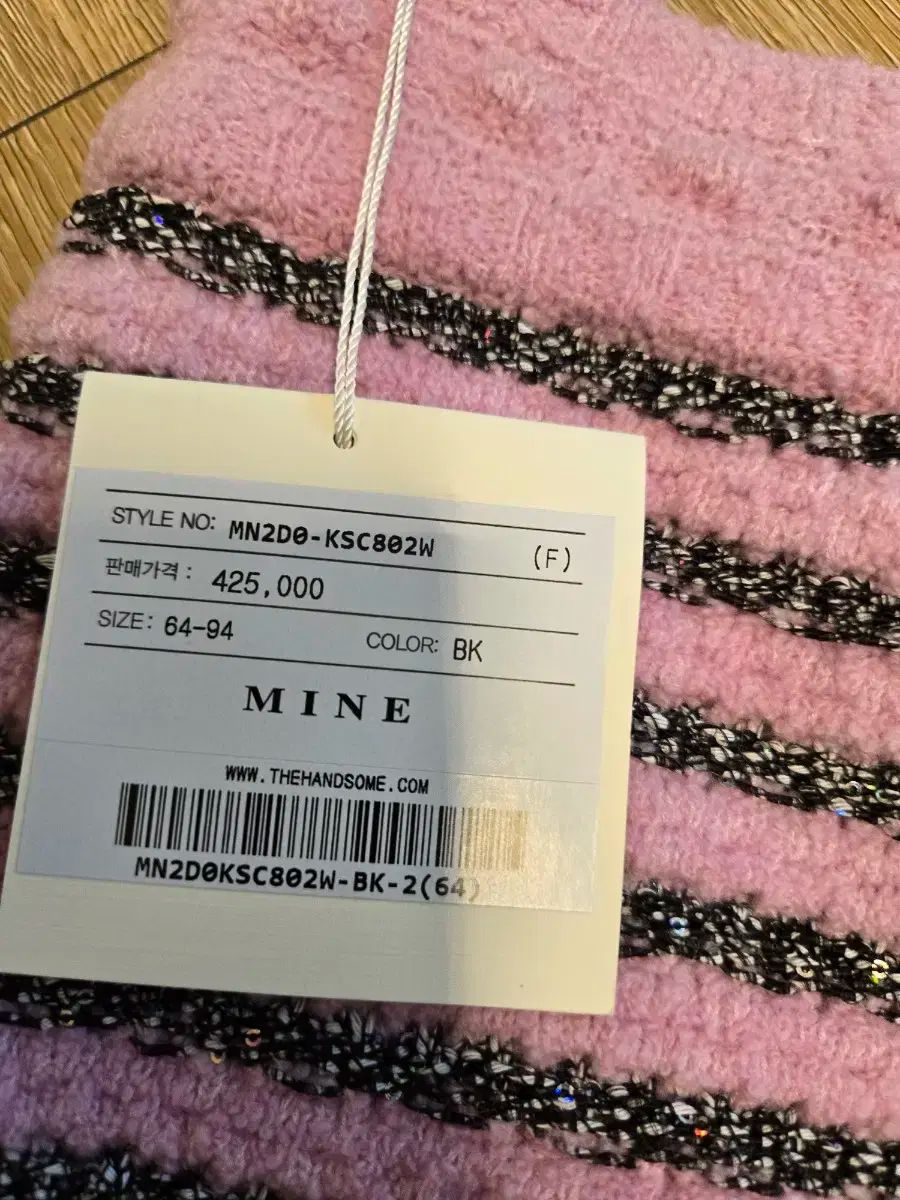 STYLE NO: MN2D0-KSC802W (F)
판매가격 : 425,000
SIZE: 64-94 COLOR: BK
MINE
WWW.THEHANDSOME.COM
MN2D0KSC802W-BK-2(64)